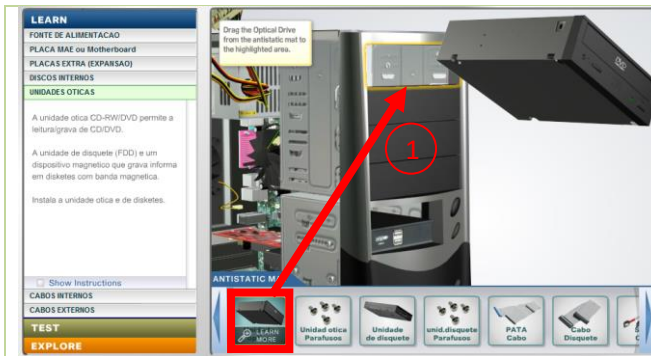 LEARN
FONTE DE ALIMENTACAO
PLACA MAE ou Motherboard
PLACAS EXTRA (EXPANSAO)
DISCOS INTERNOS
UNIDADES OTICAS
A unidade otica CD-RW/DVD permite a
leitura/grava de CD/DVD.
A unidade de disquete (FDD) e um
dispositivo magnetico que grava informa
em disketes com banda magnetica.
Instala a unidade otica e de disketes.
Show Instructions
CABOS INTERNOS
CABOS EXTERNOS
TEST
EXPLORE
Drag the Optical Drive
from the antistatic mat to
the highlighted area.
DVD
1
ANTISTATIC
LEARN
MORE
Unidad otica
Parafusos
Unidade
de disquete
unid.disquete
Parafusos
PATA
Cabo
Cabo
Disquete